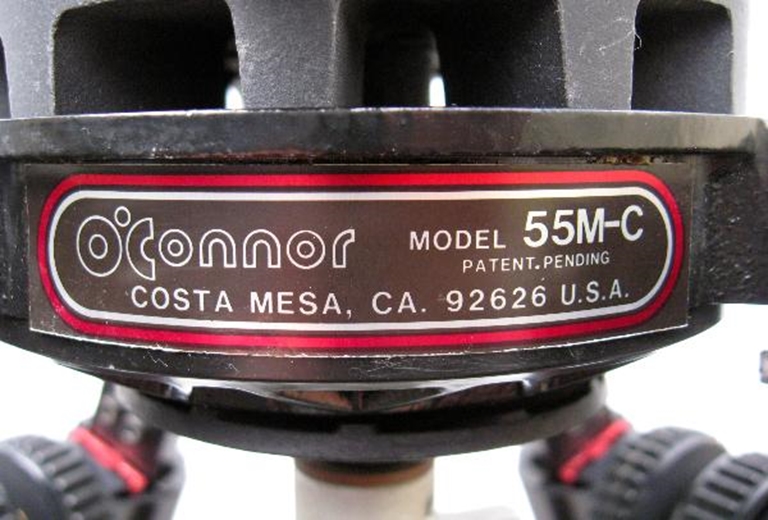 O'Connor MODEL 55M-C
PATENT.PENDING
COSTA MESA, CA. 92626 U.S.A.